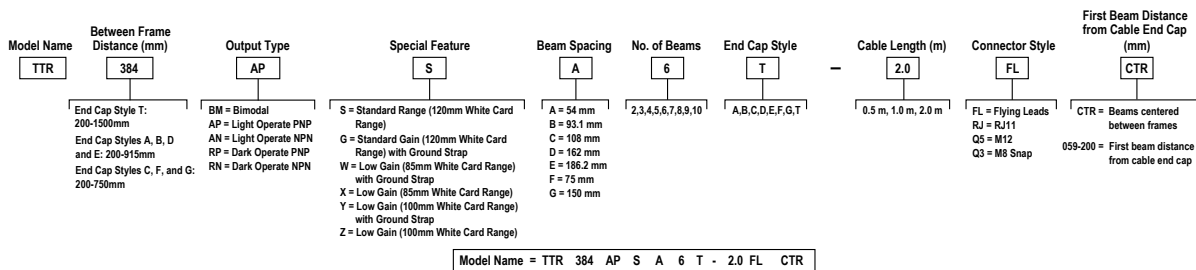 Model Name
TTR
Between Frame
Distance (mm)
384
End Cap Style T:
200-1500mm
End Cap Styles A, B, D
and E: 200-915mm
End Cap Styles C, F, and G:
200-750mm
Output Type
AP
BM = Bimodal
AP = Light Operate PNP
AN = Light Operate NPN
RP = Dark Operate PNP
RN = Dark Operate NPN
Special Feature
S
S = Standard Range (120mm White Card
Range)
G = Standard Gain (120mm White Card
Range) with Ground Strap
W = Low Gain (85mm White Card Range)
with Ground Strap
X = Low Gain (85mm White Card Range)
Y = Low Gain (100mm White Card Range)
with Ground Strap
Z = Low Gain (100mm White Card Range)
Beam Spacing
A
A = 54 mm
B = 93.1 mm
C = 108 mm
D = 162 mm
E = 186.2 mm
F = 75 mm
G = 150 mm
No. of Beams
6
2,3,4,5,6,7,8,9,10
End Cap Style
T
A,B,C,D,E,F,G,T
–
Cable Length (m)
2.0
0.5 m, 1.0 m, 2.0 m
Connector Style
FL
FL = Flying Leads
RJ = RJ11
Q5 = M12
Q3 = M8 Snap
First Beam Distance
from Cable End Cap
(mm)
CTR
CTR = Beams centered
between frames
059-200 = First beam distance
from cable end cap
Model Name = TTR 384 AP S A 6 T - 2.0 FL CTR